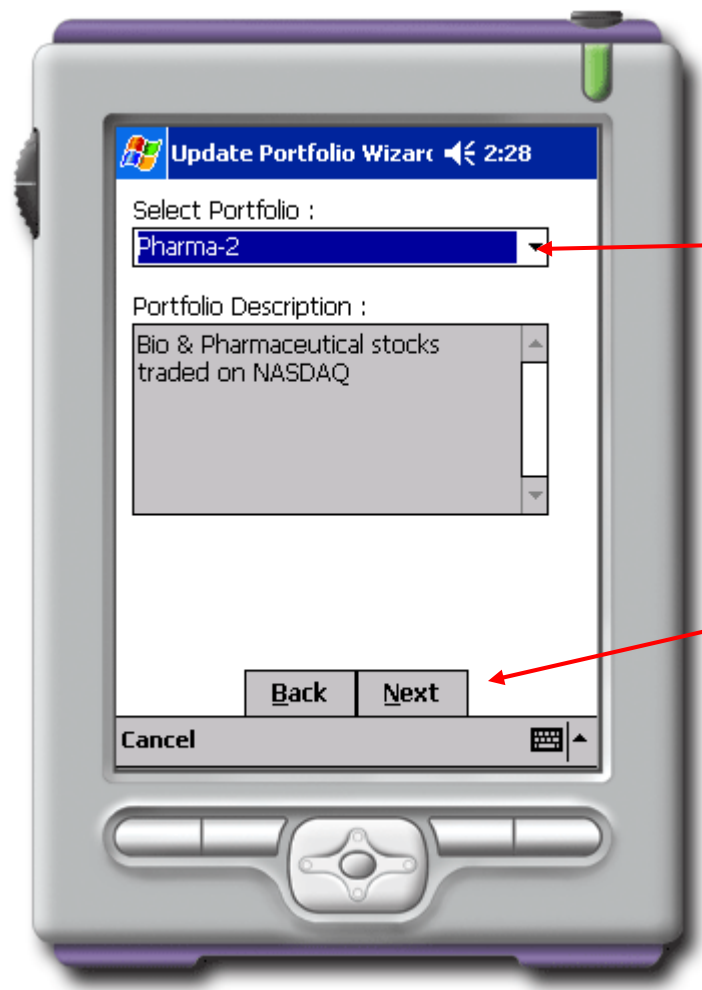 Update Portfolio Wizarc 2:28
Select Portfolio :
Pharma-2
Portfolio Description :
Bio & Pharmaceutical stocks
traded on NASDAQ
Back Next
Cancel